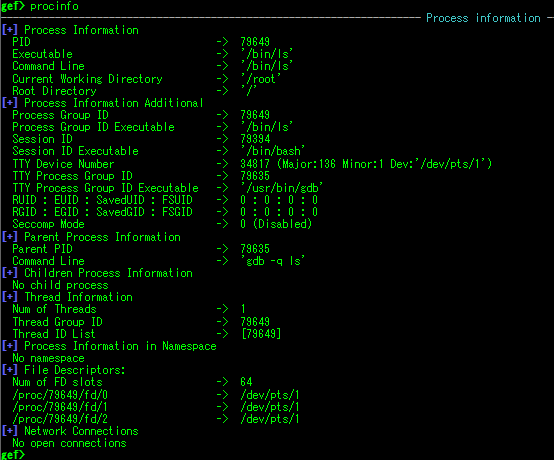 gef> procinfo
Process information
[+] Process Information
PID -> 79649
Executable -> '/bin/ls'
Command Line -> '/bin/ls'
Current Working Directory -> '/root'
Root Directory -> '/'
[+] Process Information Additional
Process Group ID -> 79649
Process Group ID Executable -> '/bin/ls'
Session ID -> 79394
Session ID Executable -> '/bin/bash'
TTY Device Number -> 34817 (Major:136 Minor:1 Dev:'/dev/pts/1')
TTY Process Group ID -> 79635
TTY Process Group ID Executable -> '/usr/bin/gdb'
RUID : EUID : SavedUID : FSUID -> 0 : 0 : 0 : 0
RGID : EGID : SavedGID : FSGID -> 0 : 0 : 0 : 0
Seccomp Mode -> 0 (Disabled)
[+] Parent Process Information
Parent PID -> 79635
Command Line -> 'gdb -q ls'
[+] Children Process Information
No child process
[+] Thread Information
Num of Threads -> 1
Thread Group ID -> 79649
Thread ID List -> [79649]
[+] Process Information in Namespace
No namespace
[+] File Descriptors:
Num of FD slots -> 64
/proc/79649/fd/0 -> /dev/pts/1
/proc/79649/fd/1 -> /dev/pts/1
/proc/79649/fd/2 -> /dev/pts/1
[+] Network Connections
No open connections
gef>